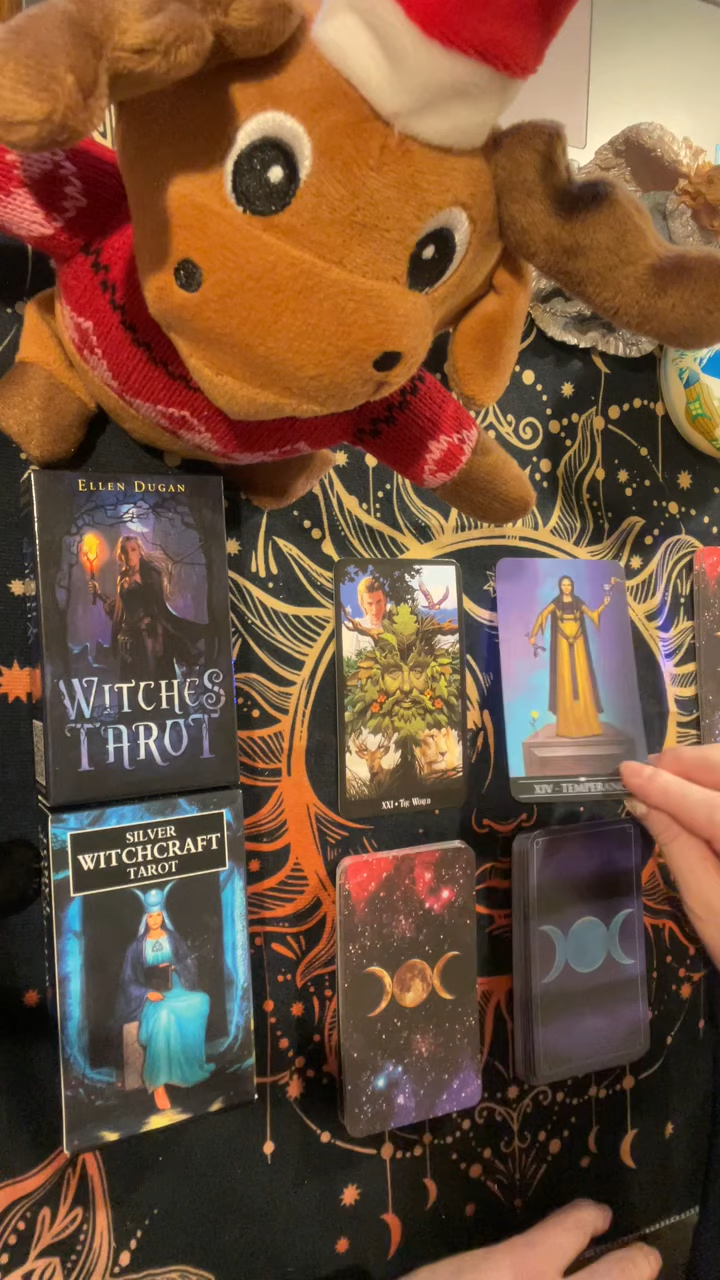 ELLEN DUGAN
WITCHES
TAROT
SILVER
WITCHCRAFT
TAROT
XXI • THE WORLD
XIV - TEMPERANC